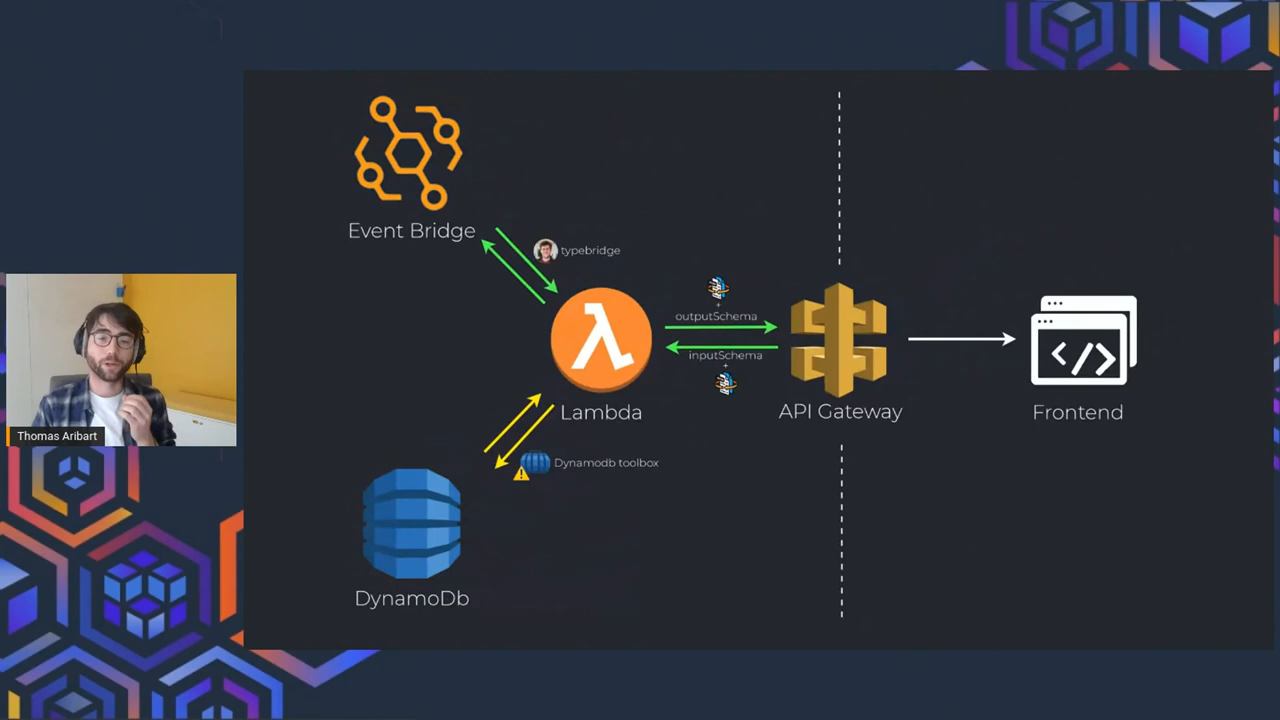 Event Bridge
typebridge
+
outputSchema
inputSchema
+
Lambda
API Gateway
Frontend
Thomas Aribart
Dynamodb toolbox
DynamoDb